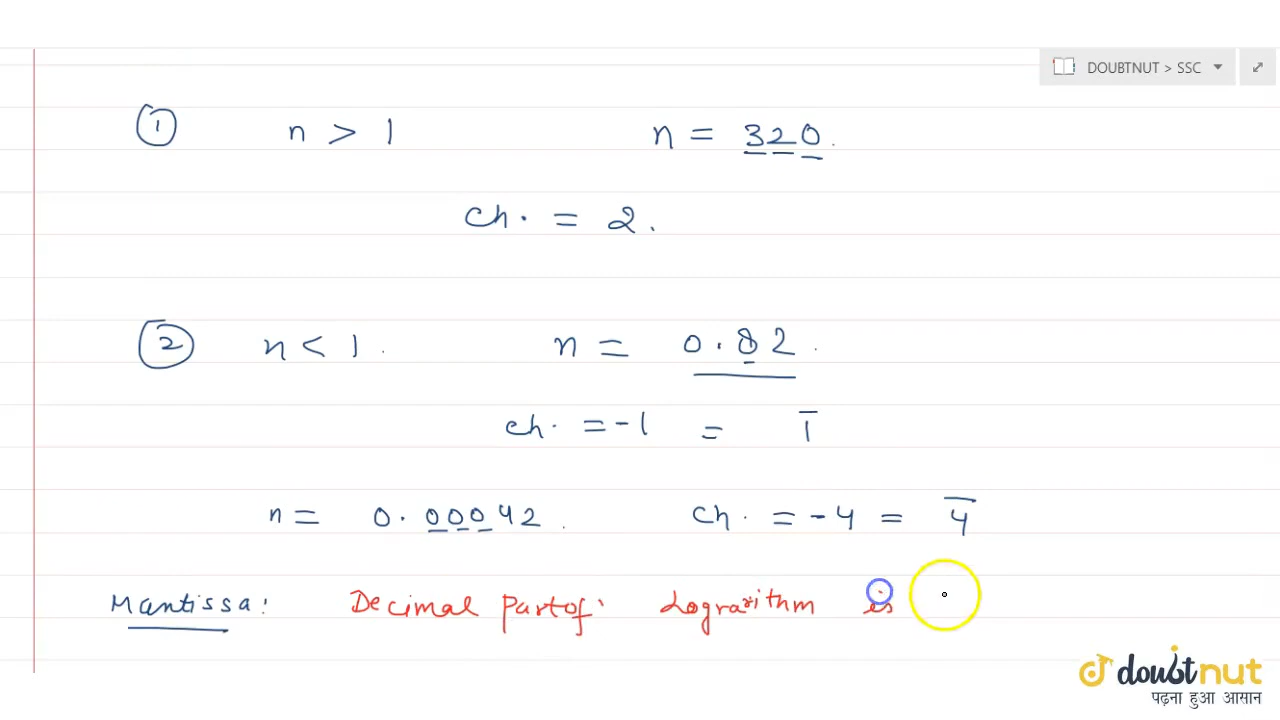 DOUBTNUT > SSC
① n > 1 n = 320.
Ch. = 2.
② n < 1. n = 0.82.
Ch. = -1 = 1̅
n = 0.00042. Ch. = -4 = 4̅
Mantissa: Decimal Part of Lograrithm is
doubtnut
पढ़ना हुआ आसान